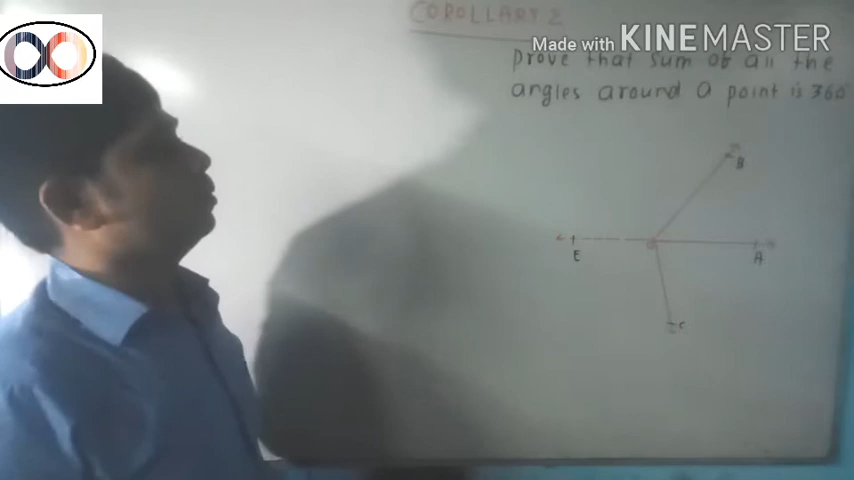 COROLLARY 2
Made with KINEMASTER
prove that sum of all the
angles around a point is 360°
B
E
A
C